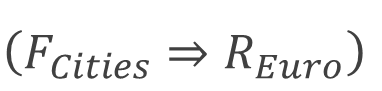 (F_Cities ⇒ R_Euro)